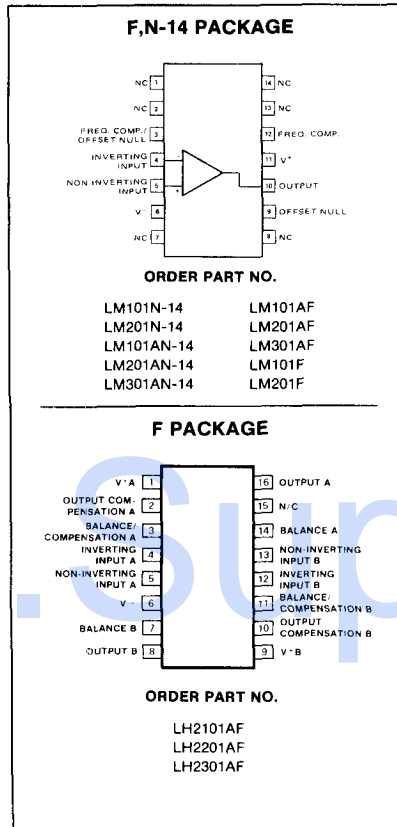 F,N-14 PACKAGE
NC 1
14 NC
NC 2
13 NC
FREQ. COMP./
OFFSET NULL 3
12 FREQ. COMP.
INVERTING
INPUT 4
-
11 V+
NON INVERTING
INPUT 5
+
10 OUTPUT
V- 6
9 OFFSET NULL
NC 7
8 NC
ORDER PART NO.
LM101N-14 LM101AF
LM201N-14 LM201AF
LM101AN-14 LM301AF
LM201AN-14 LM101F
LM301AN-14 LM201F
F PACKAGE
V+A 1
16 OUTPUT A
OUTPUT COM-
PENSATION A 2
15 N/C
BALANCE/
COMPENSATION A 3
14 BALANCE A
INVERTING
INPUT A 4
13 NON-INVERTING
INPUT B
NON-INVERTING
INPUT A 5
12 INVERTING
INPUT B
V- 6
11 BALANCE/
COMPENSATION B
BALANCE B 7
10 OUTPUT
COMPENSATION B
OUTPUT B 8
9 V+B
.Sup
ORDER PART NO.
LH2101AF
LH2201AF
LH2301AF